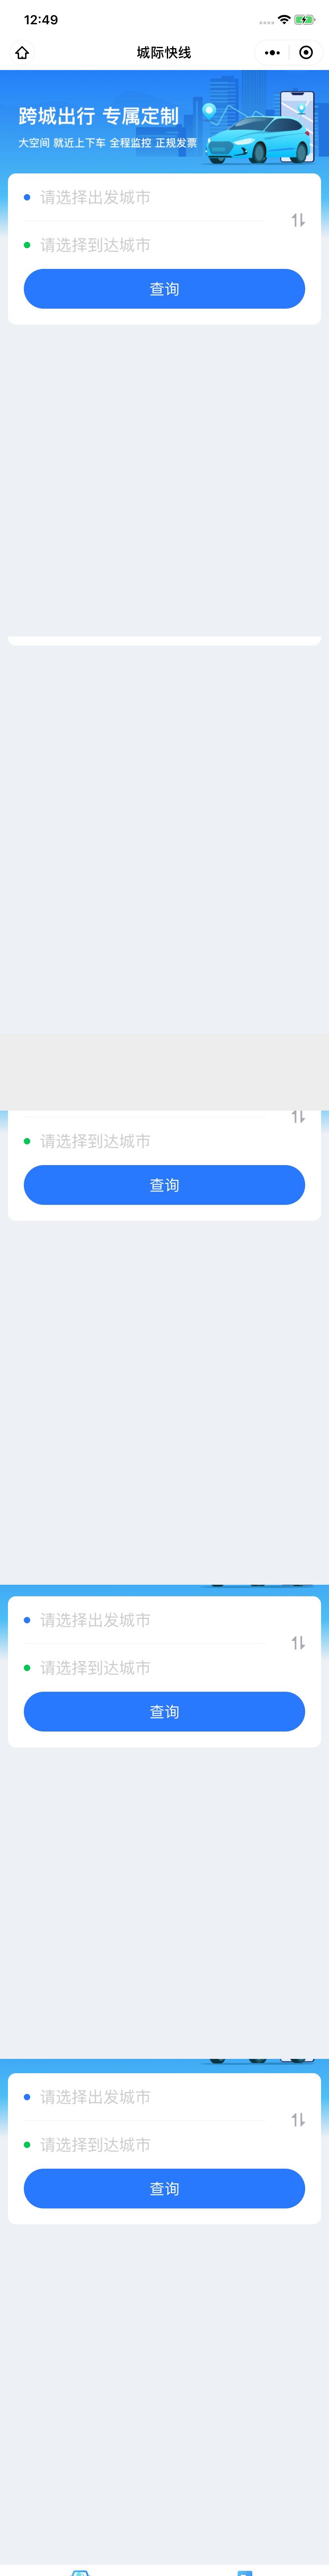 12:49
城际快线
跨城出行 专属定制
大空间 就近上下车 全程监控 正规发票
请选择出发城市
请选择到达城市
查询
请选择到达城市
查询
请选择出发城市
请选择到达城市
查询
请选择出发城市
请选择到达城市
查询